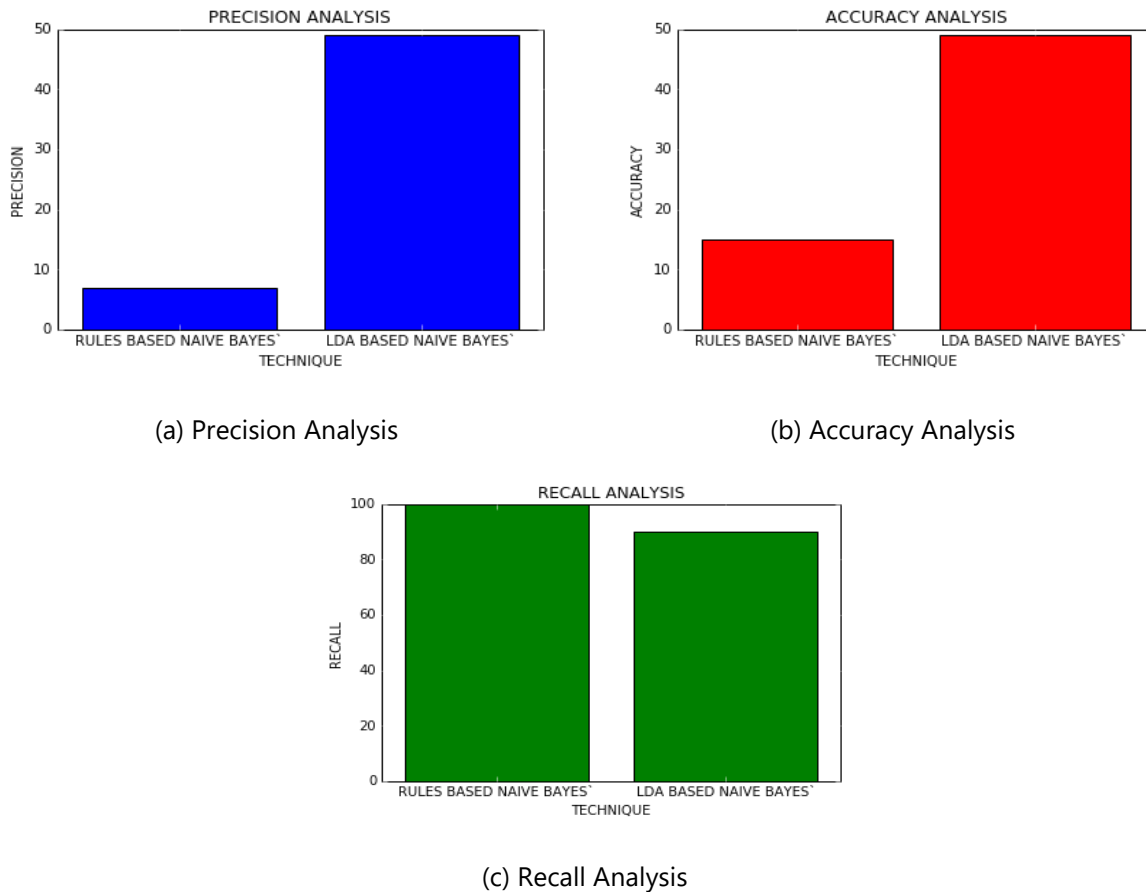 PRECISION ANALYSIS
50
40
30
20
10
0
PRECISION
RULES BASED NAIVE BAYES` LDA BASED NAIVE BAYES`
TECHNIQUE
(a) Precision Analysis
ACCURACY ANALYSIS
50
40
30
20
10
0
ACCURACY
RULES BASED NAIVE BAYES` LDA BASED NAIVE BAYES`
TECHNIQUE
(b) Accuracy Analysis
RECALL ANALYSIS
100
80
60
40
20
0
RECALL
RULES BASED NAIVE BAYES` LDA BASED NAIVE BAYES`
TECHNIQUE
(c) Recall Analysis